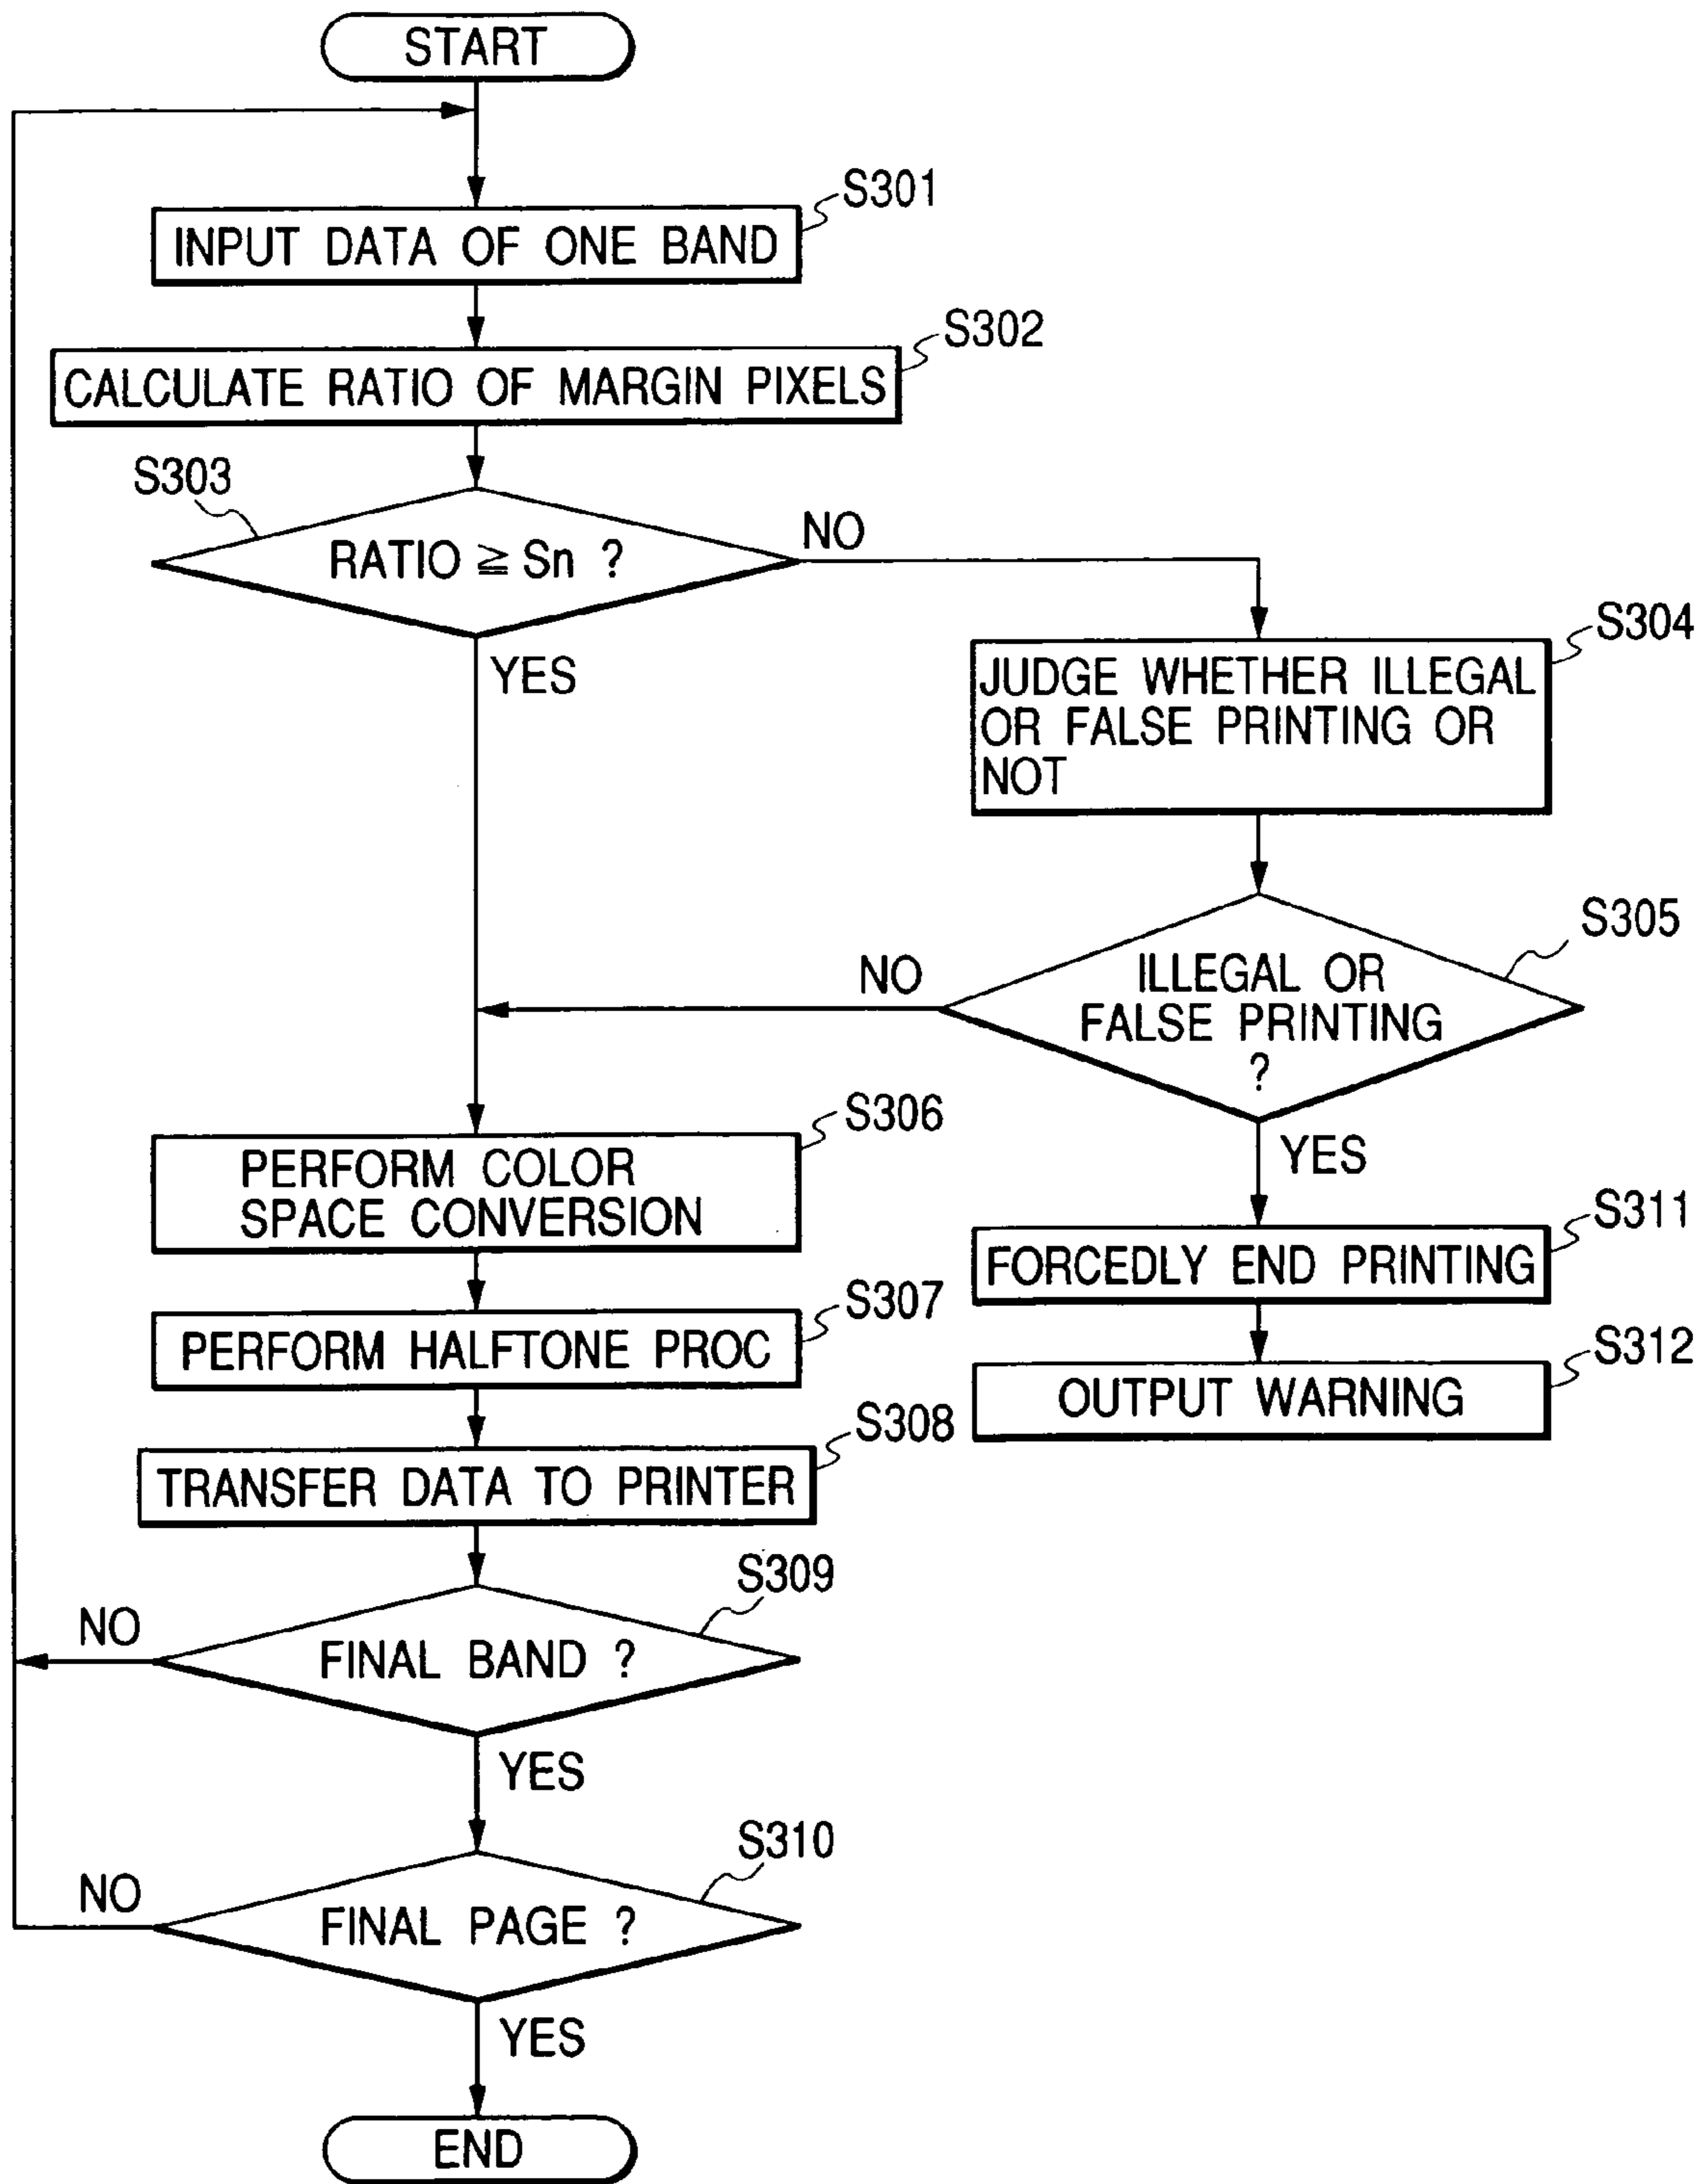 START
S301
INPUT DATA OF ONE BAND
S302
CALCULATE RATIO OF MARGIN PIXELS
S303
RATIO ≧ Sn ?
NO
YES
S304
JUDGE WHETHER ILLEGAL
OR FALSE PRINTING OR
NOT
S305
ILLEGAL OR
FALSE PRINTING
?
NO
YES
S306
PERFORM COLOR
SPACE CONVERSION
S311
FORCEDLY END PRINTING
S307
PERFORM HALFTONE PROC
S312
OUTPUT WARNING
S308
TRANSFER DATA TO PRINTER
S309
FINAL BAND ?
NO
YES
S310
FINAL PAGE ?
NO
YES
END